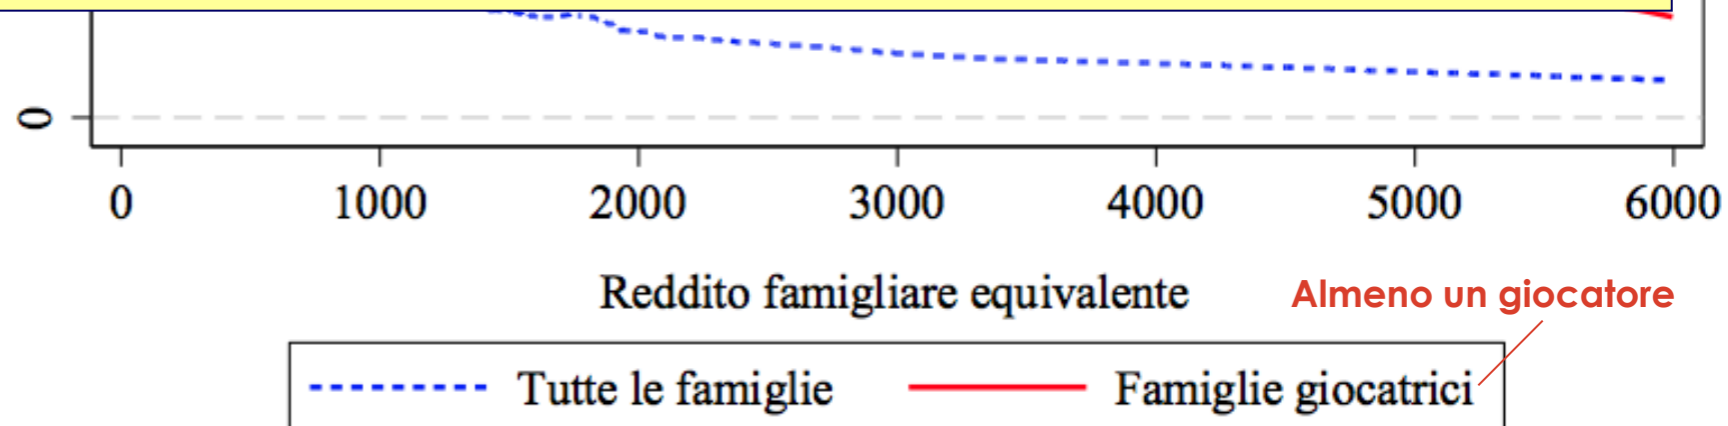 0
0 1000 2000 3000 4000 5000 6000
Reddito famigliare equivalente
Almeno un giocatore
Tutte le famiglie
Famiglie giocatrici